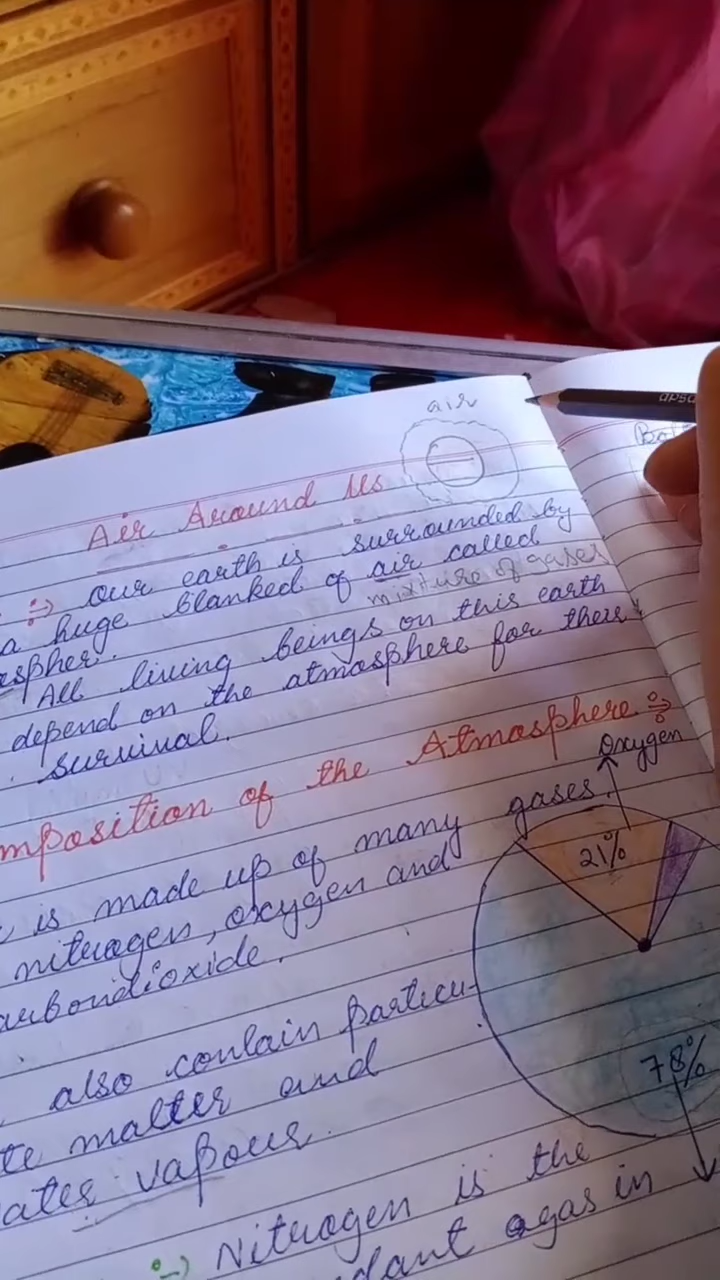 air
Air Around Us
our earth is surrounded by
a huge blanked of air called
mixture of gases
espher.
All living beings on this earth
depend on the atmosphere for their
survival.
mposition of the Atmosphere
Oxygen
is made up of many gases.
21%
nitrogen, oxygen and
arbondioxide.
also contain particu-
te matter and
78%
ater vapour.
Nitrogen is the
dant gas in